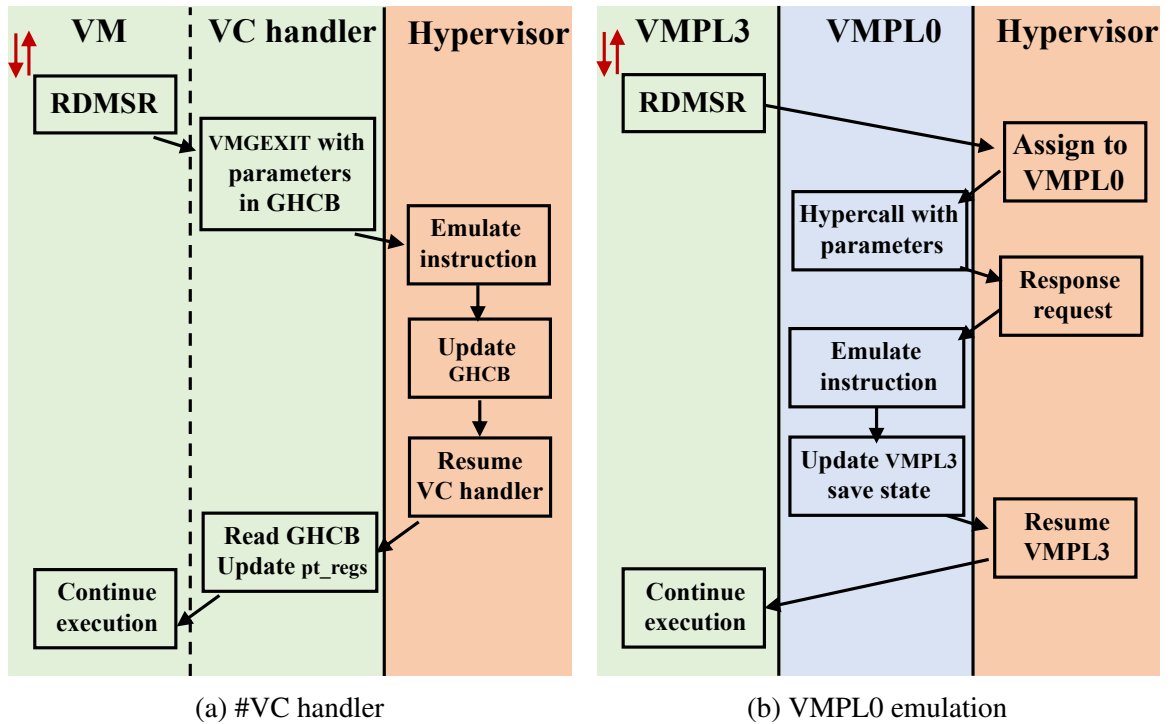 VM
VC handler
Hypervisor
RDMSR
VMGEXIT with
parameters
in GHCB
Emulate
instruction
Update
GHCB
Resume
VC handler
Read GHCB
Update pt_regs
Continue
execution
(a) #VC handler
VMPL3
VMPL0
Hypervisor
RDMSR
Assign to
VMPL0
Hypercall with
parameters
Response
request
Emulate
instruction
Update VMPL3
save state
Resume
VMPL3
Continue
execution
(b) VMPL0 emulation